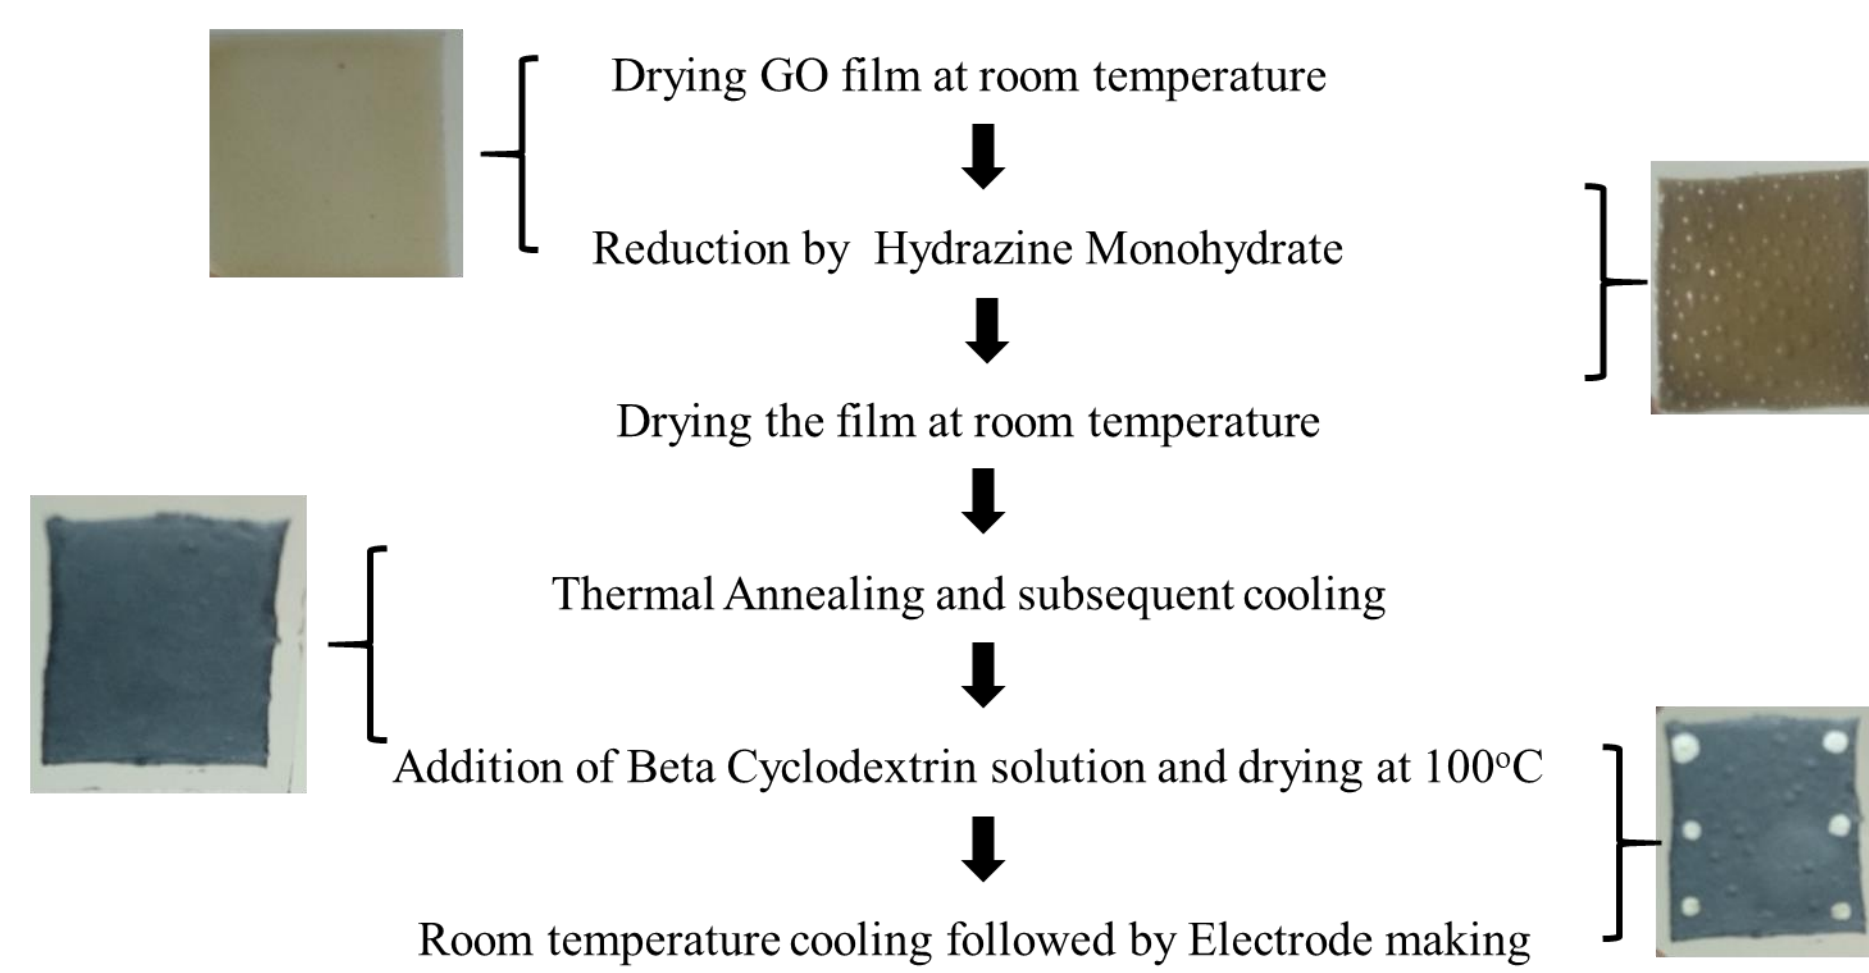 Drying GO film at room temperature
Reduction by Hydrazine Monohydrate
Drying the film at room temperature
Thermal Annealing and subsequent cooling
Addition of Beta Cyclodextrin solution and drying at 100°C
Room temperature cooling followed by Electrode making